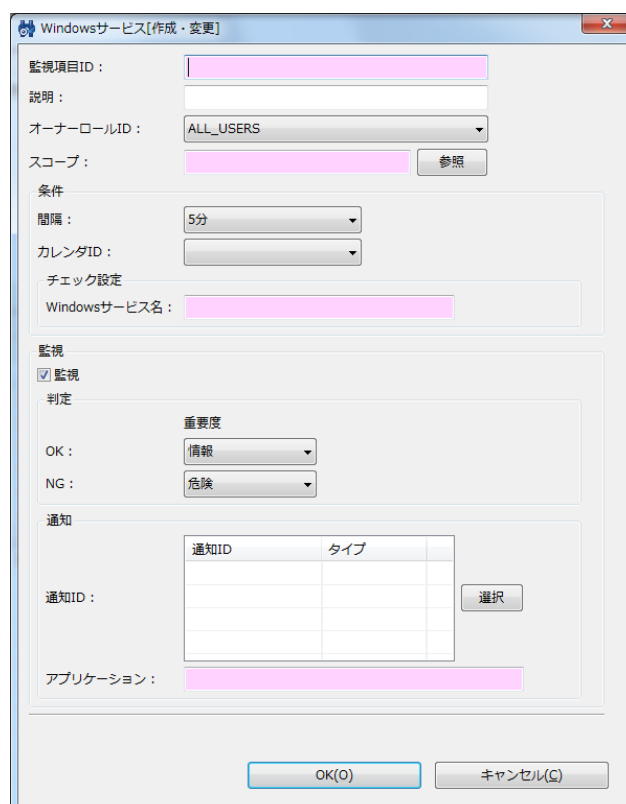 Windowsサービス[作成・変更]
監視項目ID：
説明：
オーナーロールID： ALL_USERS
スコープ： 参照
条件
間隔： 5分
カレンダID：
チェック設定
Windowsサービス名：
監視
監視
判定
重要度
OK： 情報
NG： 危険
通知
通知ID タイプ
通知ID： 選択
アプリケーション：
OK(O) キャンセル(C)